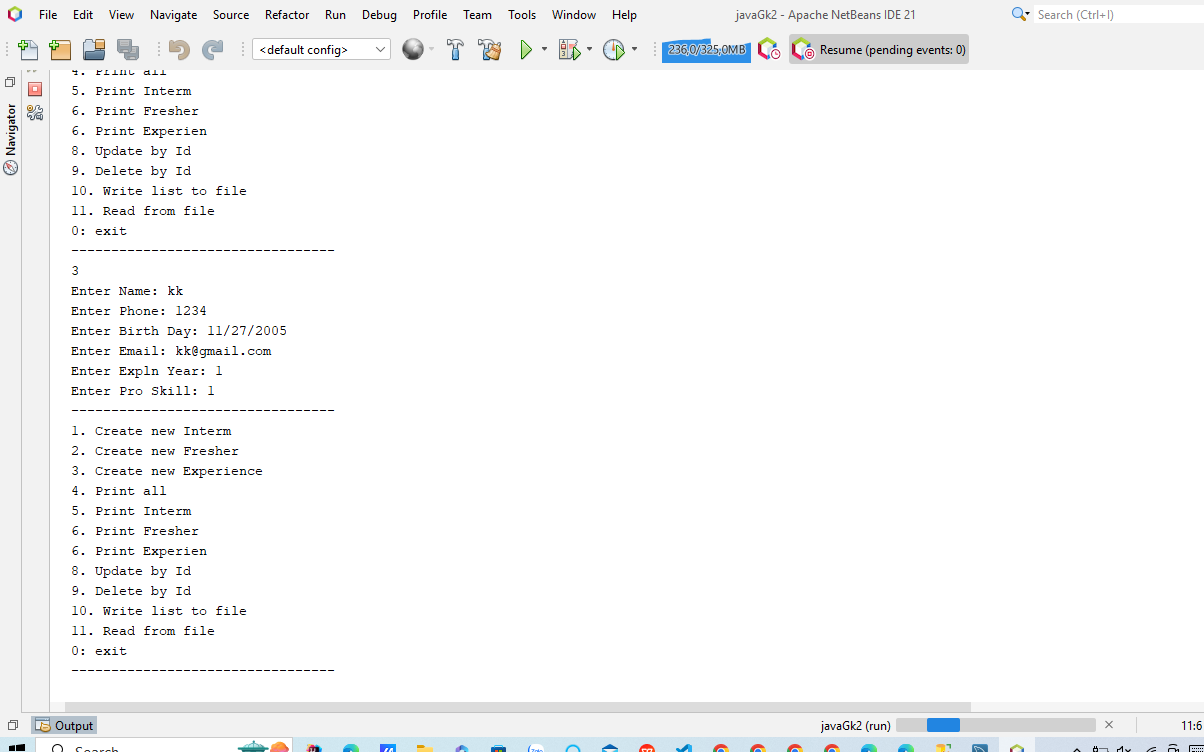 File Edit View Navigate Source Refactor Run Debug Profile Team Tools Window Help javaGk2 - Apache NetBeans IDE 21 Search (Ctrl+I)
<default config> 236,0/325,0MB Resume (pending events: 0)
Navigator
4. Print all
5. Print Interm
6. Print Fresher
6. Print Experien
8. Update by Id
9. Delete by Id
10. Write list to file
11. Read from file
0: exit
---------------------------------
3
Enter Name: kk
Enter Phone: 1234
Enter Birth Day: 11/27/2005
Enter Email: kk@gmail.com
Enter Expln Year: 1
Enter Pro Skill: 1
---------------------------------
1. Create new Interm
2. Create new Fresher
3. Create new Experience
4. Print all
5. Print Interm
6. Print Fresher
6. Print Experien
8. Update by Id
9. Delete by Id
10. Write list to file
11. Read from file
0: exit
---------------------------------
Output javaGk2 (run) 11:6
Search